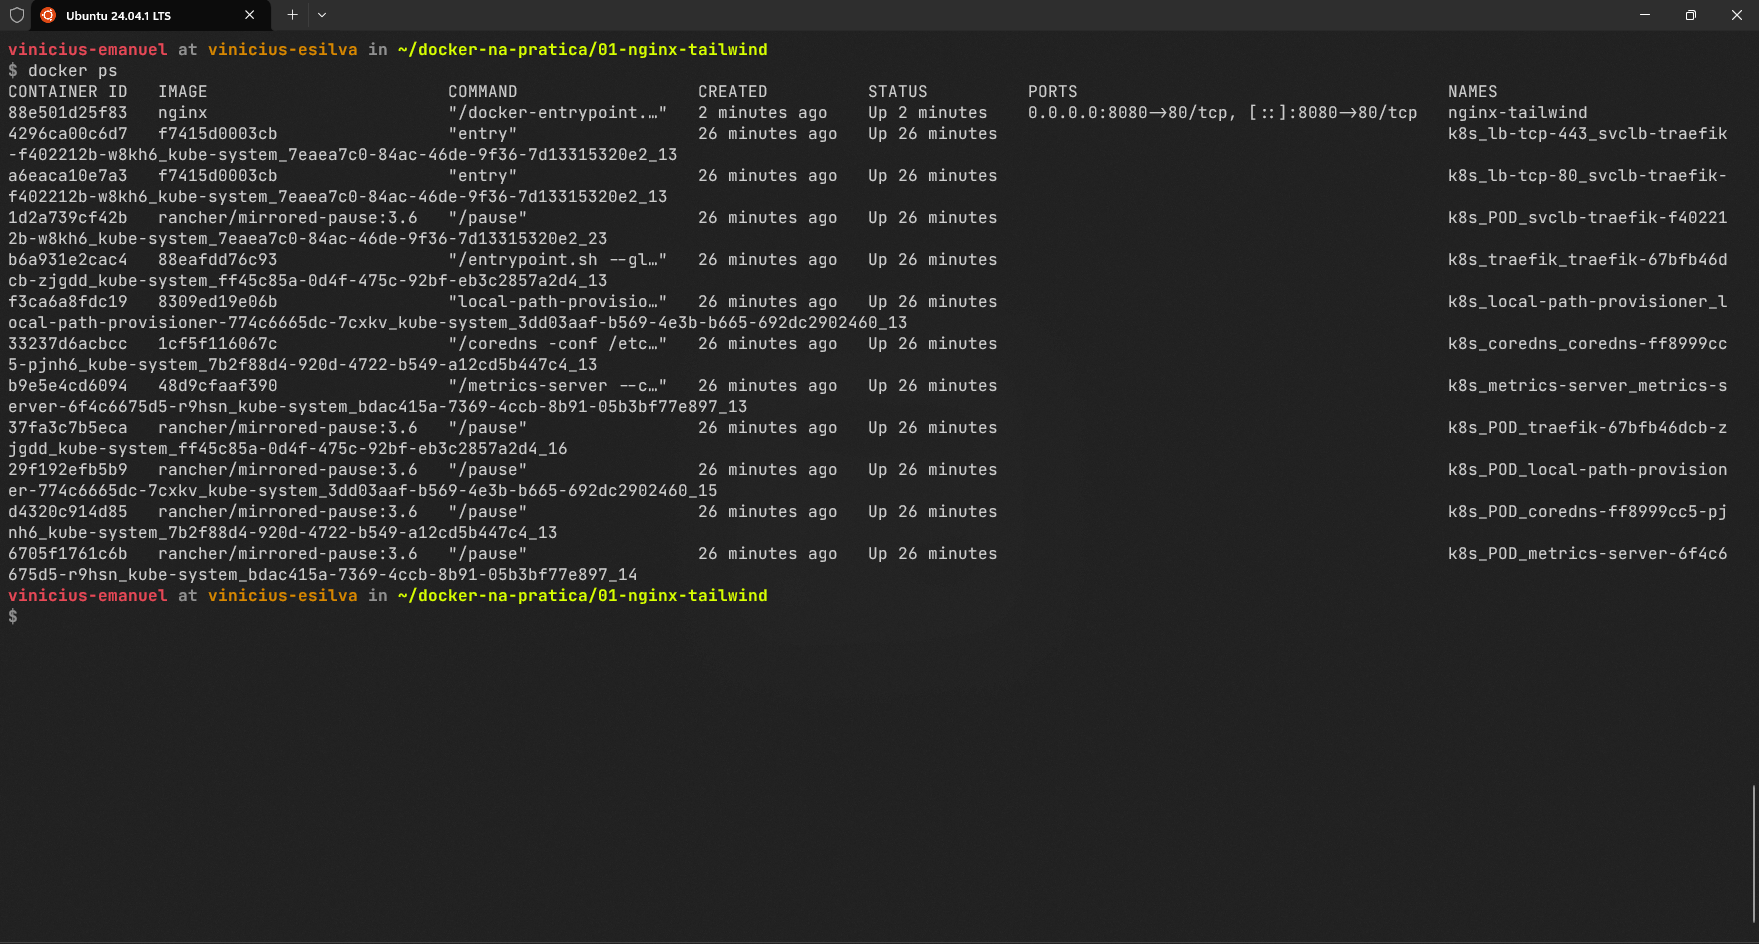 Ubuntu 24.04.1 LTS
vinicius-emanuel at vinicius-esilva in ~/docker-na-pratica/01-nginx-tailwind
$ docker ps
CONTAINER ID   IMAGE                        COMMAND                  CREATED          STATUS          PORTS                                     NAMES
88e501d25f83   nginx                        "/docker-entrypoint.…"   2 minutes ago    Up 2 minutes    0.0.0.0:8080->80/tcp, [::]:8080->80/tcp   nginx-tailwind
4296ca00c6d7   f7415d0003cb                 "entry"                  26 minutes ago   Up 26 minutes                                             k8s_lb-tcp-443_svclb-traefik
-f402212b-w8kh6_kube-system_7eaea7c0-84ac-46de-9f36-7d13315320e2_13
a6eaca10e7a3   f7415d0003cb                 "entry"                  26 minutes ago   Up 26 minutes                                             k8s_lb-tcp-80_svclb-traefik-
f402212b-w8kh6_kube-system_7eaea7c0-84ac-46de-9f36-7d13315320e2_13
1d2a739cf42b   rancher/mirrored-pause:3.6   "/pause"                 26 minutes ago   Up 26 minutes                                             k8s_POD_svclb-traefik-f40221
2b-w8kh6_kube-system_7eaea7c0-84ac-46de-9f36-7d13315320e2_23
b6a931e2cac4   88eafdd76c93                 "/entrypoint.sh --gl…"   26 minutes ago   Up 26 minutes                                             k8s_traefik_traefik-67bfb46d
cb-zjgdd_kube-system_ff45c85a-0d4f-475c-92bf-eb3c2857a2d4_13
f3ca6a8fdc19   8309ed19e06b                 "local-path-provisio…"   26 minutes ago   Up 26 minutes                                             k8s_local-path-provisioner_l
ocal-path-provisioner-774c6665dc-7cxkv_kube-system_3dd03aaf-b569-4e3b-b665-692dc2902460_13
33237d6acbcc   1cf5f116067c                 "/coredns -conf /etc…"   26 minutes ago   Up 26 minutes                                             k8s_coredns_coredns-ff8999cc
5-pjnh6_kube-system_7b2f88d4-920d-4722-b549-a12cd5b447c4_13
b9e5e4cd6094   48d9cfaaf390                 "/metrics-server --c…"   26 minutes ago   Up 26 minutes                                             k8s_metrics-server_metrics-s
erver-6f4c6675d5-r9hsn_kube-system_bdac415a-7369-4ccb-8b91-05b3bf77e897_13
37fa3c7b5eca   rancher/mirrored-pause:3.6   "/pause"                 26 minutes ago   Up 26 minutes                                             k8s_POD_traefik-67bfb46dcb-z
jgdd_kube-system_ff45c85a-0d4f-475c-92bf-eb3c2857a2d4_16
29f192efb5b9   rancher/mirrored-pause:3.6   "/pause"                 26 minutes ago   Up 26 minutes                                             k8s_POD_local-path-provision
er-774c6665dc-7cxkv_kube-system_3dd03aaf-b569-4e3b-b665-692dc2902460_15
d4320c914d85   rancher/mirrored-pause:3.6   "/pause"                 26 minutes ago   Up 26 minutes                                             k8s_POD_coredns-ff8999cc5-pj
nh6_kube-system_7b2f88d4-920d-4722-b549-a12cd5b447c4_13
6705f1761c6b   rancher/mirrored-pause:3.6   "/pause"                 26 minutes ago   Up 26 minutes                                             k8s_POD_metrics-server-6f4c6
675d5-r9hsn_kube-system_bdac415a-7369-4ccb-8b91-05b3bf77e897_14
vinicius-emanuel at vinicius-esilva in ~/docker-na-pratica/01-nginx-tailwind
$